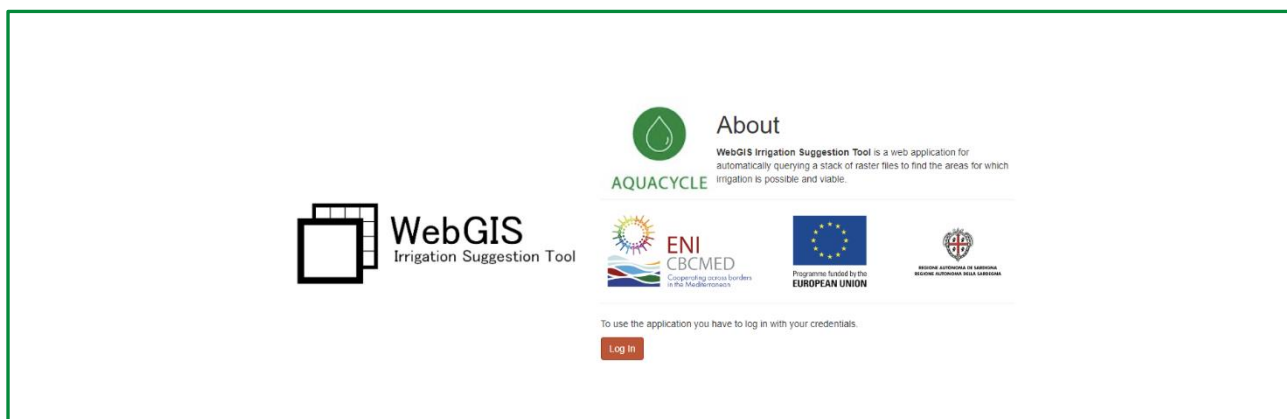 WebGIS
Irrigation Suggestion Tool
AQUACYCLE
About
WebGIS Irrigation Suggestion Tool is a web application for
automatically querying a stack of raster files to find the areas for which
irrigation is possible and viable.
ENI
CBCMED
Cooperating across borders
in the Mediterranean
Programme funded by the
EUROPEAN UNION
REGIONE AUTÒNOMA DE SARDIGNA
REGIONE AUTONOMA DELLA SARDEGNA
To use the application you have to log in with your credentials.
Log In